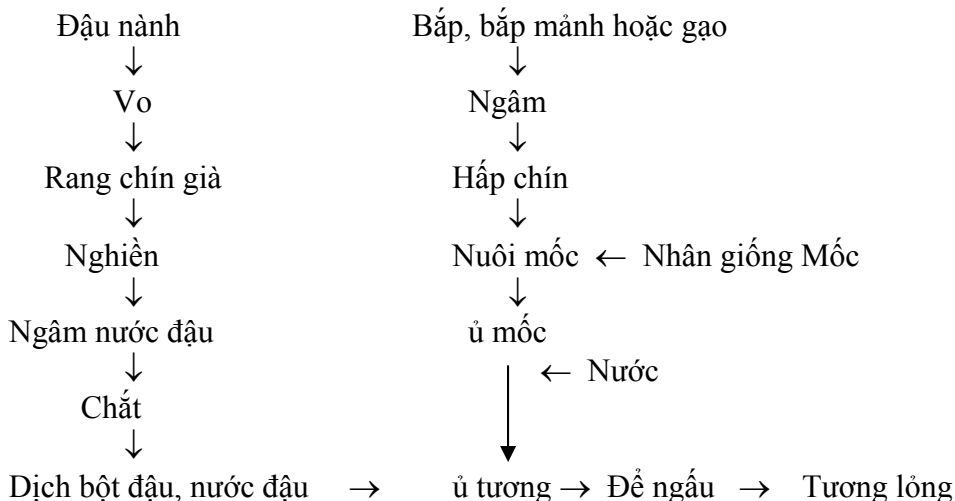 Đậu nành Bắp, bắp mảnh hoặc gạo
↓ ↓
Vo Ngâm
↓ ↓
Rang chín già Hấp chín
↓ ↓
Nghiền Nuôi mốc ← Nhân giống Mốc
↓ ↓
Ngâm nước đậu ủ mốc
↓ ← Nước
Chắt
↓ ↓
Dịch bột đậu, nước đậu → ủ tương → Để ngấu → Tương lỏng